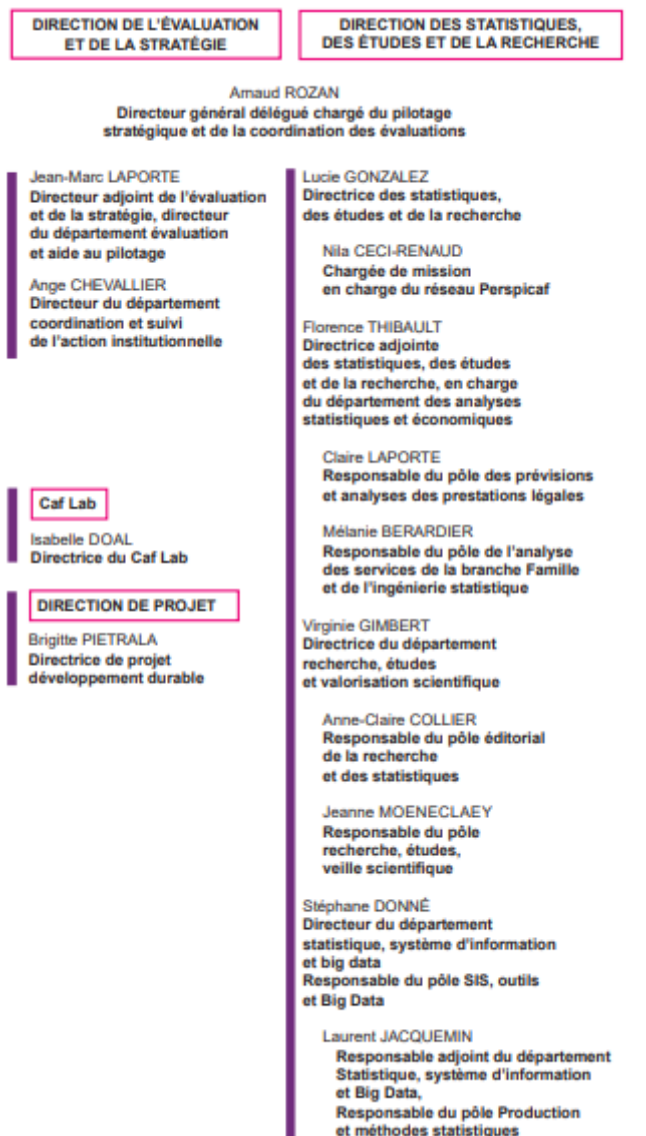 DIRECTION DE L'ÉVALUATION
ET DE LA STRATÉGIE
DIRECTION DES STATISTIQUES,
DES ÉTUDES ET DE LA RECHERCHE
Arnaud ROZAN
Directeur général délégué chargé du pilotage
stratégique et de la coordination des évaluations
Jean-Marc LAPORTE
Directeur adjoint de l'évaluation
et de la stratégie, directeur
du département évaluation
et aide au pilotage
Ange CHEVALLIER
Directeur du département
coordination et suivi
de l'action institutionnelle
Caf Lab
Isabelle DOAL
Directrice du Caf Lab
DIRECTION DE PROJET
Brigitte PIETRALA
Directrice de projet
développement durable
Lucie GONZALEZ
Directrice des statistiques,
des études et de la recherche
Nila CECI-RENAUD
Chargée de mission
en charge du réseau Perspicaf
Florence THIBAULT
Directrice adjointe
des statistiques, des études
et de la recherche, en charge
du département des analyses
statistiques et économiques
Claire LAPORTE
Responsable du pôle des prévisions
et analyses des prestations légales
Mélanie BERARDIER
Responsable du pôle de l'analyse
des services de la branche Famille
et de l'ingénierie statistique
Virginie GIMBERT
Directrice du département
recherche, études
et valorisation scientifique
Anne-Claire COLLIER
Responsable du pôle éditorial
de la recherche
et des statistiques
Jeanne MOENECLAEY
Responsable du pôle
recherche, études,
veille scientifique
Stéphane DONNÉ
Directeur du département
statistique, système d'information
et big data
Responsable du pôle SIS, outils
et Big Data
Laurent JACQUEMIN
Responsable adjoint du département
Statistique, système d'information
et Big Data,
Responsable du pôle Production
et méthodes statistiques